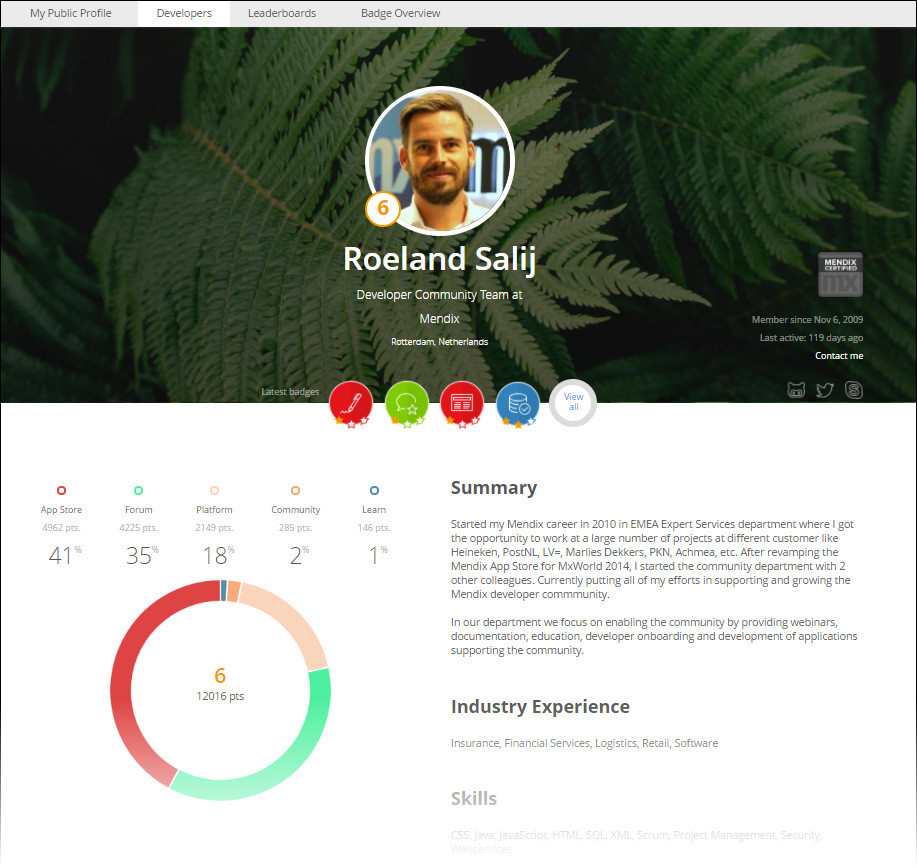 My Public Profile
Developers
Leaderboards
Badge Overview
6
Roeland Salij
Developer Community Team at
Mendix
Rotterdam, Netherlands
MENDIX
CERTIFIED
mx
Member since Nov 6, 2009
Last active: 119 days ago
Contact me
Latest badges
View
all
App Store
Forum
Platform
Community
Learn
4962 pts.
4225 pts.
2149 pts.
285 pts.
146 pts.
41%
35%
18%
2%
1%
6
12016 pts
Summary
Started my Mendix career in 2010 in EMEA Expert Services department where I got
the opportunity to work at a large number of projects at different customer like
Heineken, PostNL, LV=, Marlies Dekkers, PKN, Achmea, etc. After revamping the
Mendix App Store for MxWorld 2014, I started the community department with 2
other colleagues. Currently putting all of my efforts in supporting and growing the
Mendix developer commmunity.
In our department we focus on enabling the community by providing webinars,
documentation, education, developer onboarding and development of applications
supporting the community.
Industry Experience
Insurance, Financial Services, Logistics, Retail, Software
Skills
CSS, Java, JavaScript, HTML, SQL, XML, Scrum, Project Management, Security,
Webservices